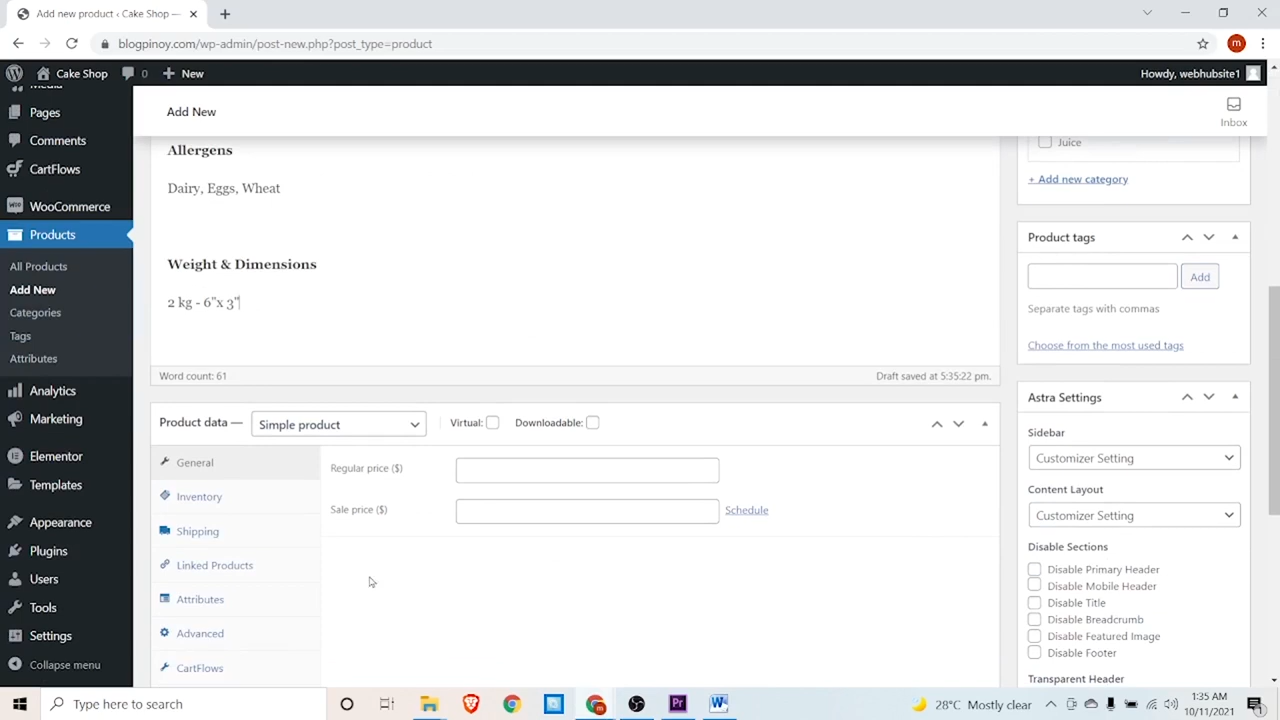 Add new product ‹ Cake Shop —
blogpinoy.com/wp-admin/post-new.php?post_type=product
m
Cake Shop
0
New
Howdy, webhubsite1
Media
Pages
Comments
CartFlows
WooCommerce
Products
All Products
Add New
Categories
Tags
Attributes
Analytics
Marketing
Elementor
Templates
Appearance
Plugins
Users
Tools
Settings
Collapse menu
Add New
Inbox
Allergens
Dairy, Eggs, Wheat
Weight & Dimensions
2 kg - 6"x 3"
Word count: 61
Draft saved at 5:35:22 pm.
Product data —
Simple product
Virtual:
Downloadable:
General
Inventory
Shipping
Linked Products
Attributes
Advanced
CartFlows
Regular price ($)
Sale price ($)
Schedule
Juice
+ Add new category
Product tags
Add
Separate tags with commas
Choose from the most used tags
Astra Settings
Sidebar
Customizer Setting
Content Layout
Customizer Setting
Disable Sections
Disable Primary Header
Disable Mobile Header
Disable Title
Disable Breadcrumb
Disable Featured Image
Disable Footer
Transparent Header
Type here to search
28°C Mostly clear
1:35 AM
10/11/2021